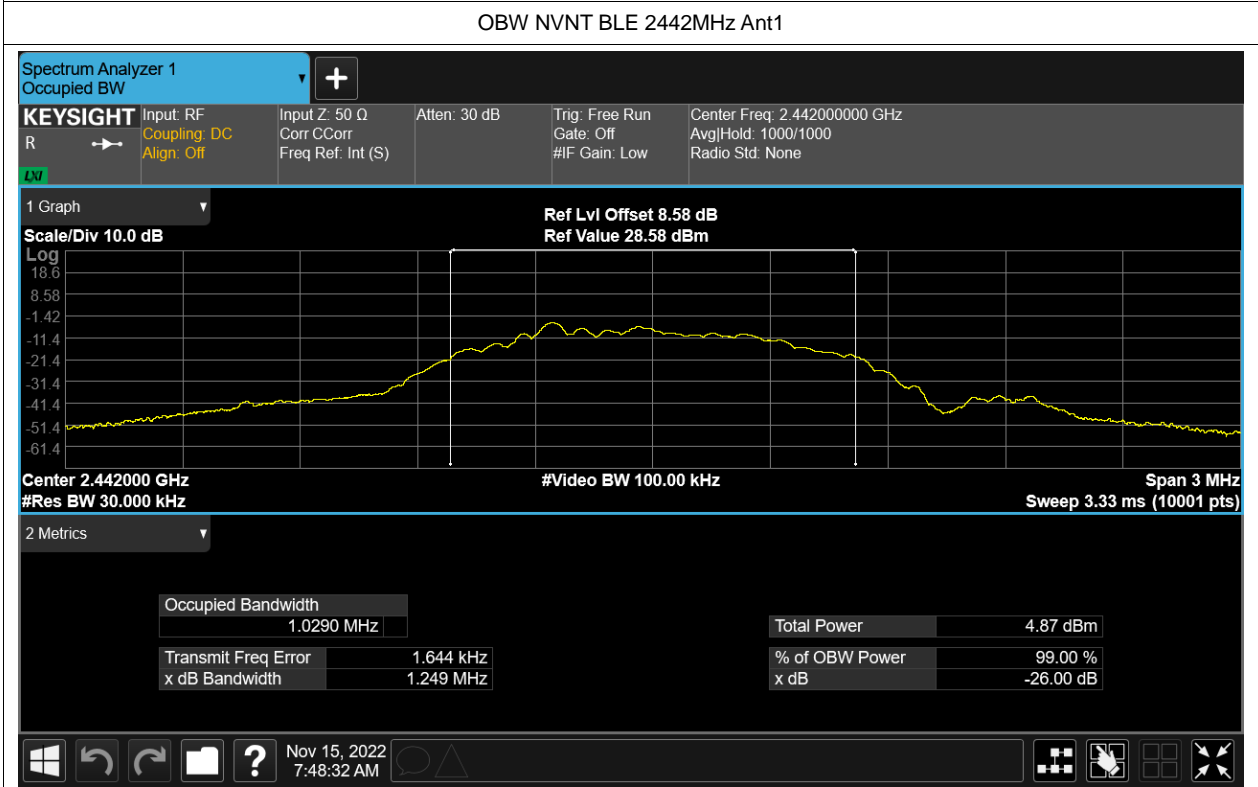 OBW NVNT BLE 2442MHz Ant1
Spectrum Analyzer 1
Occupied BW
KEYSIGHT
R
LXI
Input: RF
Coupling: DC
Align: Off
Input Z: 50 Ω
Corr CCorr
Freq Ref: Int (S)
Atten: 30 dB
Trig: Free Run
Gate: Off
#IF Gain: Low
Center Freq: 2.442000000 GHz
Avg|Hold: 1000/1000
Radio Std: None
1 Graph
Scale/Div 10.0 dB
Ref Lvl Offset 8.58 dB
Ref Value 28.58 dBm
Log
18.6
8.58
-1.42
-11.4
-21.4
-31.4
-41.4
-51.4
-61.4
Center 2.442000 GHz
#Video BW 100.00 kHz
Span 3 MHz
#Res BW 30.000 kHz
Sweep 3.33 ms (10001 pts)
2 Metrics
Occupied Bandwidth
1.0290 MHz
Total Power 4.87 dBm
Transmit Freq Error 1.644 kHz
% of OBW Power 99.00 %
x dB Bandwidth 1.249 MHz
x dB -26.00 dB
?
Nov 15, 2022
7:48:32 AM